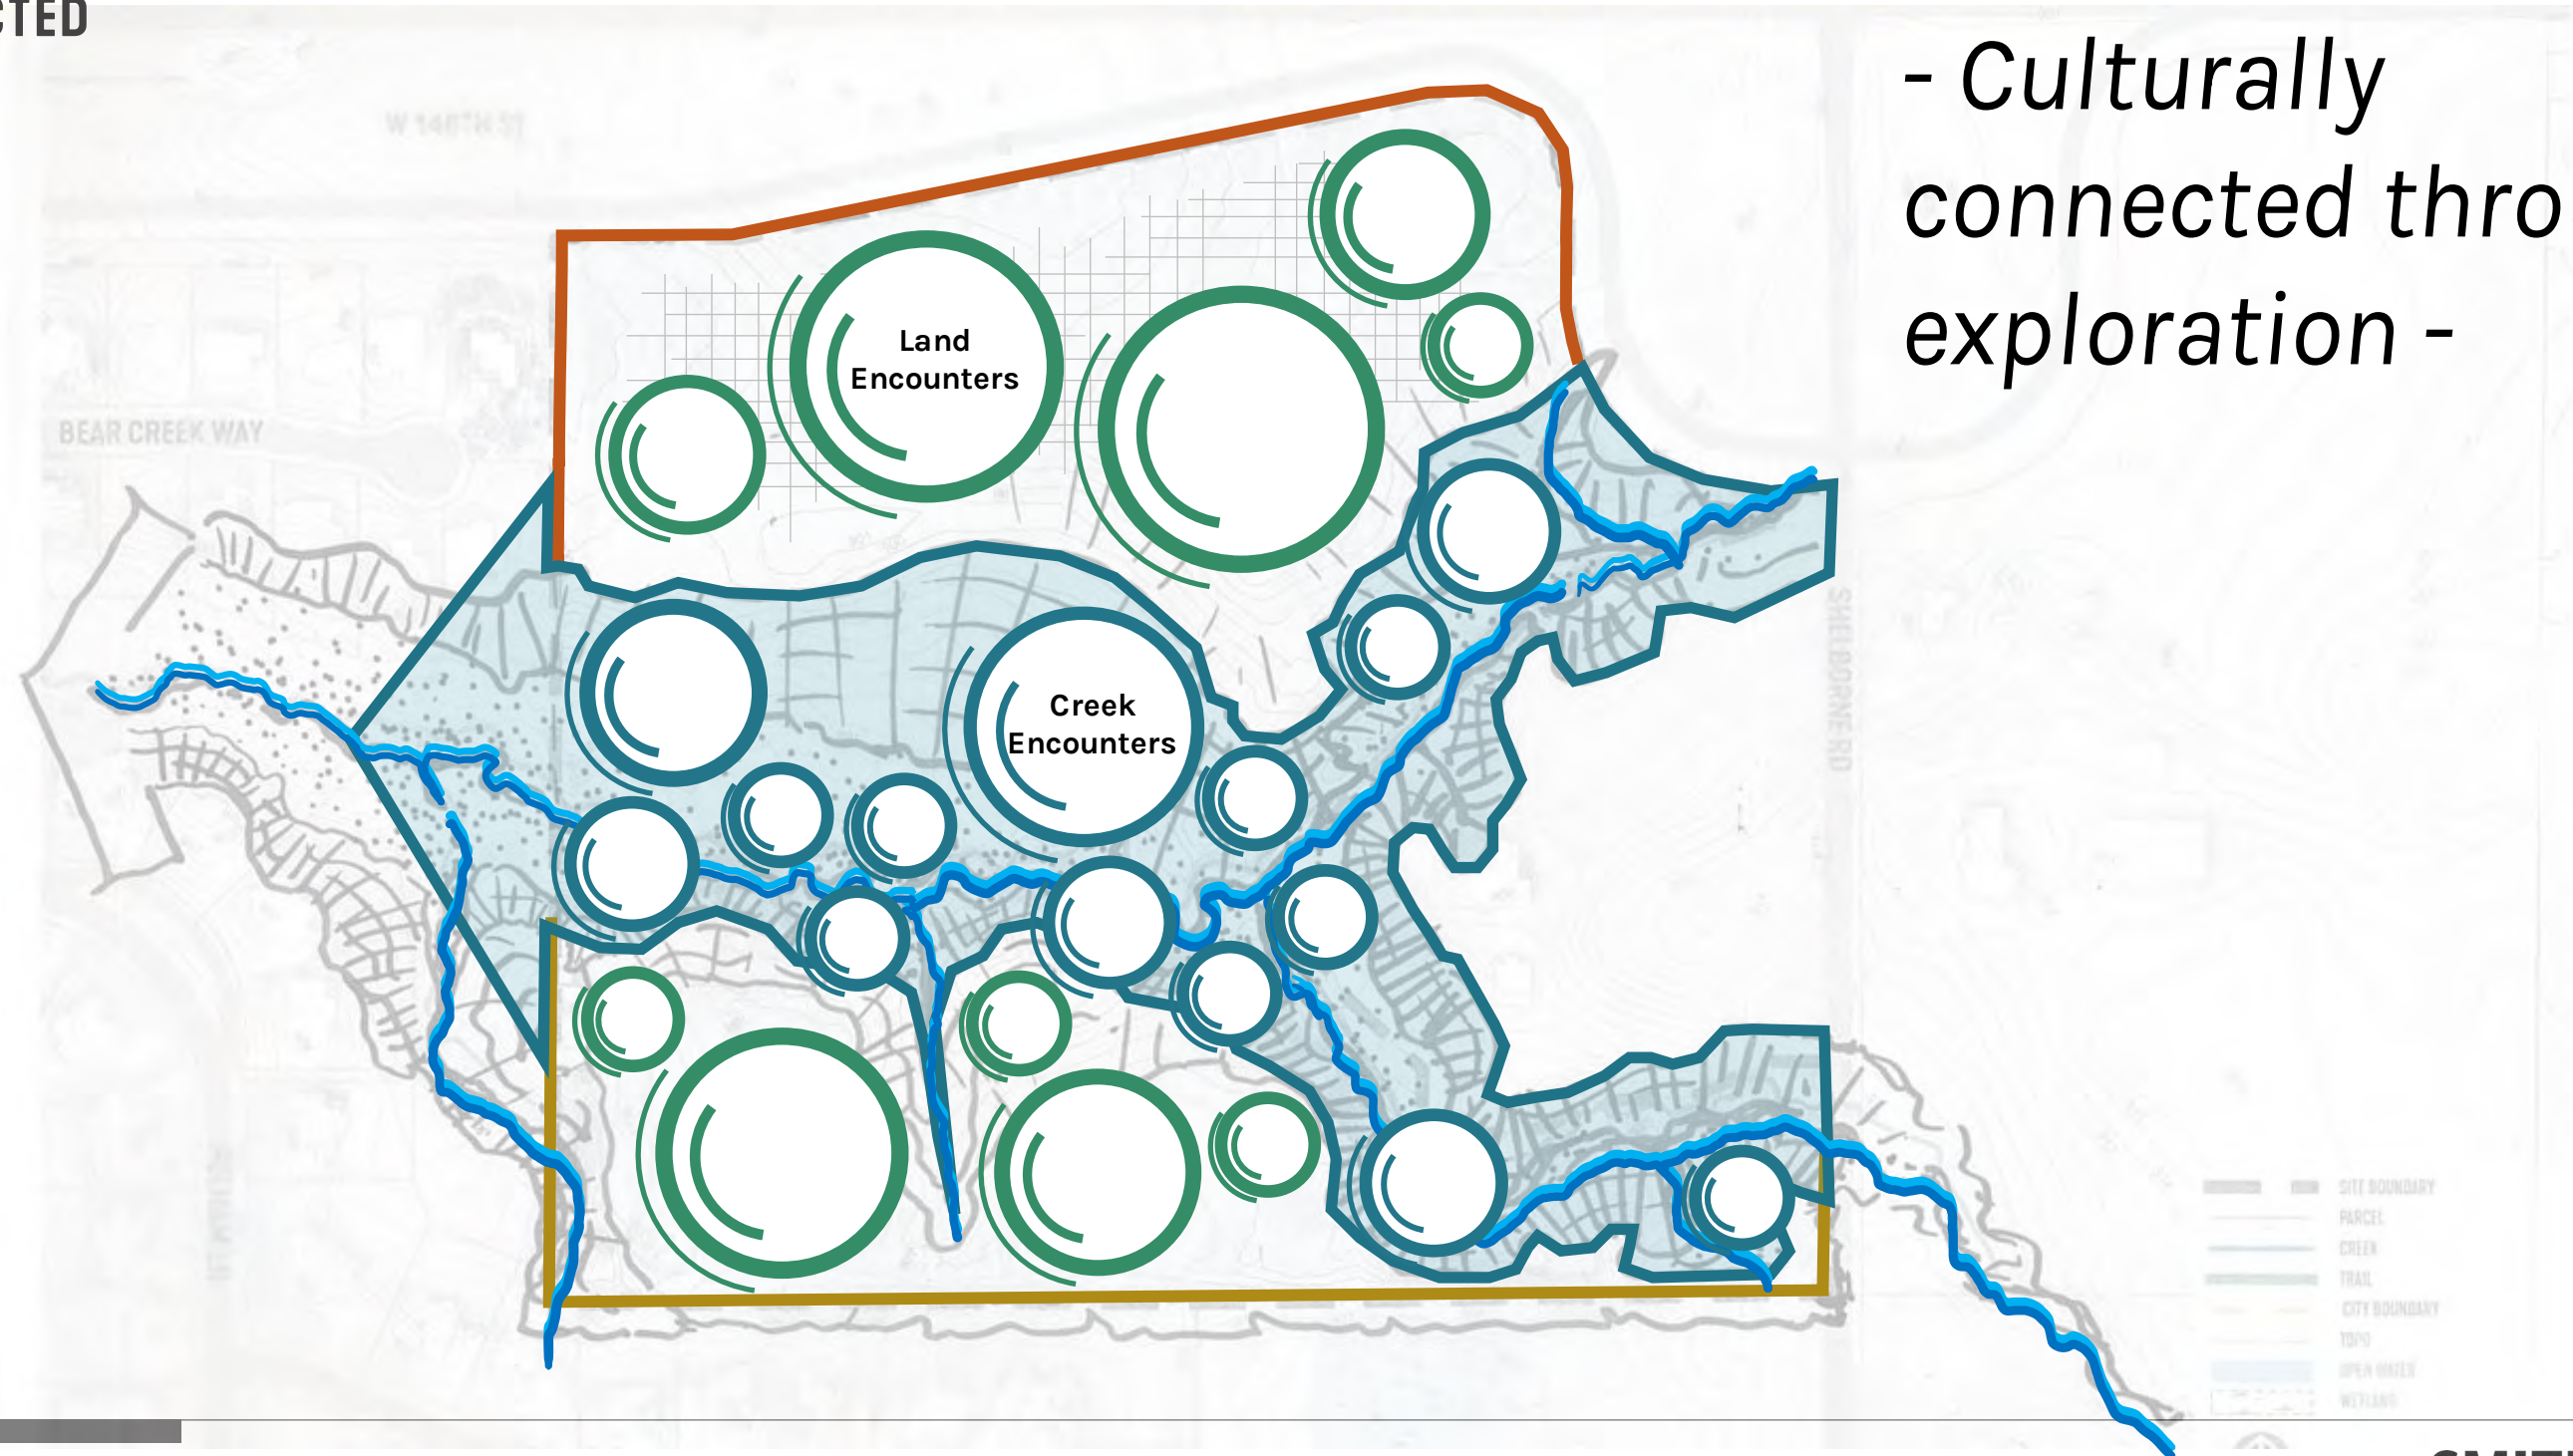 CTED
- Culturally
connected thro
exploration -
W 146TH ST
Land
Encounters
BEAR CREEK WAY
Creek
Encounters
SHELBORNE RD
SITE BOUNDARY
PARCEL
CREEK
TRAIL
CITY BOUNDARY
TOPO
OPEN WATER
WETLAND